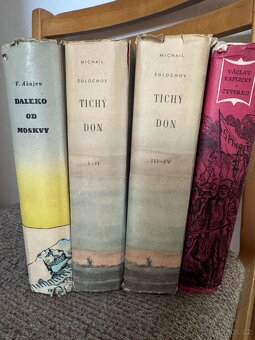 V. Ažajev
DALEKO
OD
MOSKVY
MICHAIL
ŠOLOCHOV
TICHÝ
DON
I–II
MICHAIL
ŠOLOCHOV
TICHÝ
DON
III–IV
VÁCLAV
KAPLICKÝ
ČTVERÁCI